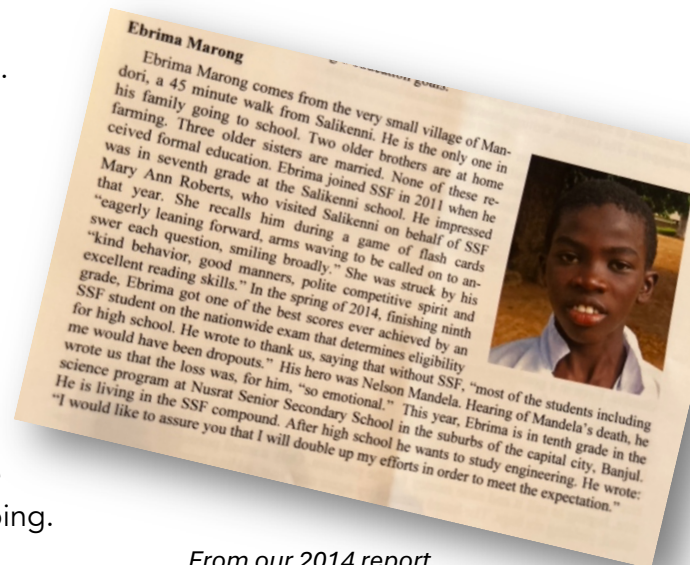 .
Ebrima Marong
education goals.
Ebrima Marong comes from the very small village of Man-
dori, a 45 minute walk from Salikenni. He is the only one in
his family going to school. Two older brothers are at home
farming. Three older sisters are married. None of these re-
ceived formal education. Ebrima joined SSF in 2011 when he
was in seventh grade at the Salikenni school. He impressed
Mary Ann Roberts, who visited Salikenni on behalf of SSF
that year. She recalls him during a game of flash cards
“eagerly leaning forward, arms waving to be called on to an-
swer each question, smiling broadly.” She was struck by his
“kind behavior, good manners, polite competitive spirit and
excellent reading skills.” In the spring of 2014, finishing ninth
grade, Ebrima got one of the best scores ever achieved by an
SSF student on the nationwide exam that determines eligibility
for high school. He wrote to thank us, saying that without SSF, “most of the students including
me would have been dropouts.” His hero was Nelson Mandela. Hearing of Mandela’s death, he
wrote us that the loss was, for him, “so emotional.” This year, Ebrima is in tenth grade in the
science program at Nusrat Senior Secondary School in the suburbs of the capital city, Banjul.
He is living in the SSF compound. After high school he wants to study engineering. He wrote:
“I would like to assure you that I will double up my efforts in order to meet the expectation.”
ping.
From our 2014 report